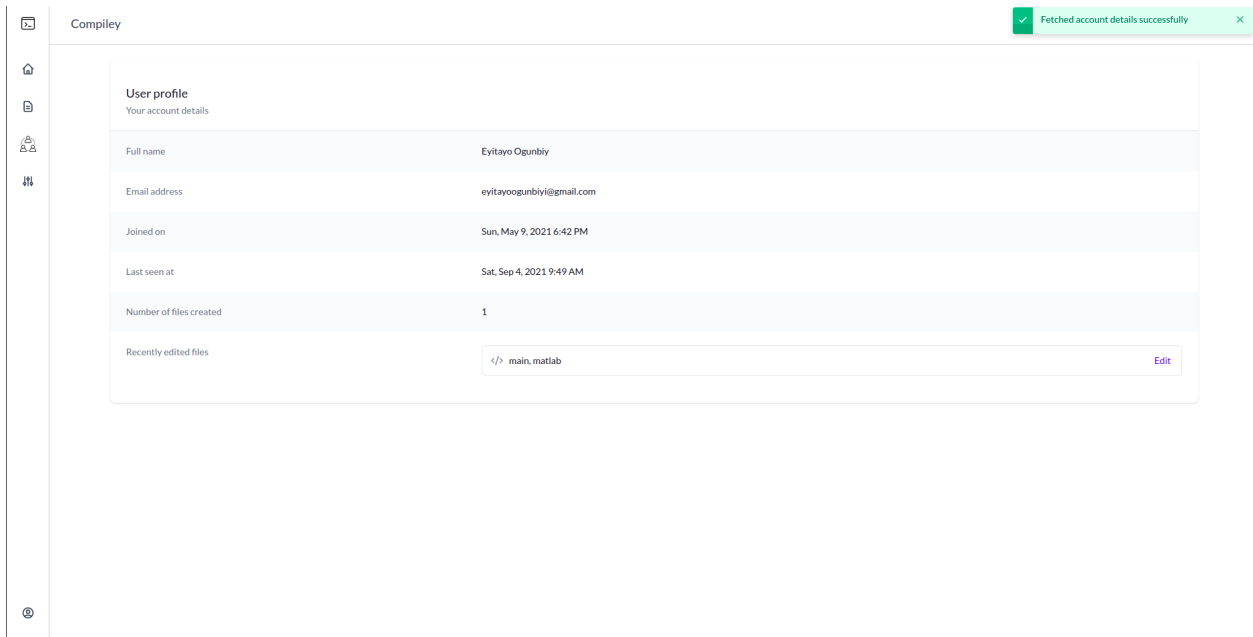 Compiley
Fetched account details successfully
User profile
Your account details
Full name
Eyitayo Ogunbiy
Email address
eyitayoogunbiyi@gmail.com
Joined on
Sun, May 9, 2021 6:42 PM
Last seen at
Sat, Sep 4, 2021 9:49 AM
Number of files created
1
Recently edited files
</> main, matlab
Edit